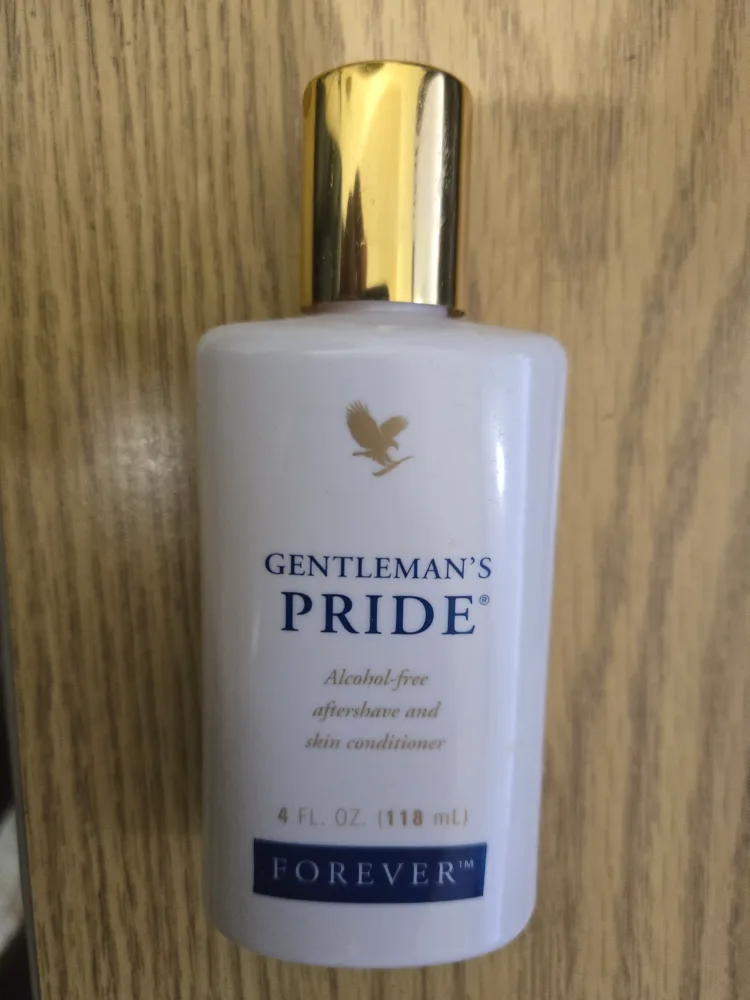 GENTLEMAN'S
PRIDE®
Alcohol-free
aftershave and
skin conditioner
4 FL. OZ. (118 mL)
FOREVER™